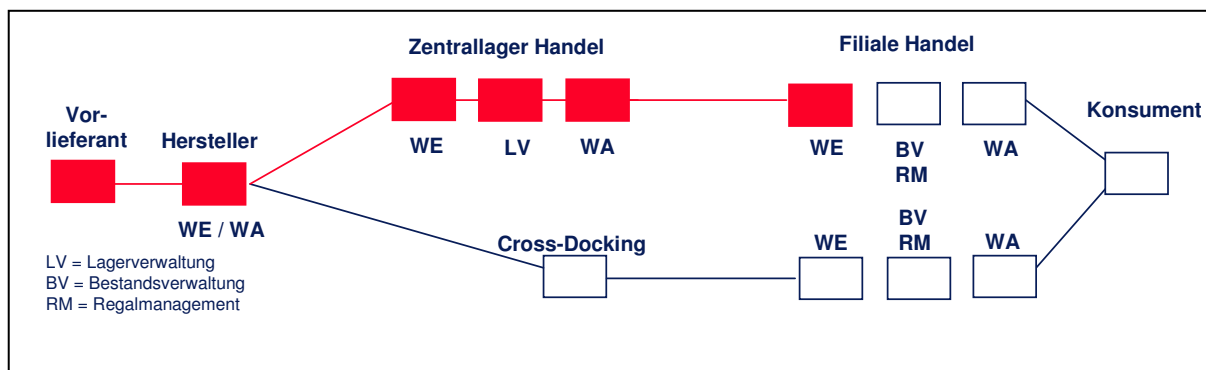 Zentrallager Handel
Filiale Handel
Vor-
lieferant
Hersteller
Konsument
WE
LV
WA
WE
BV
RM
WA
WE / WA
Cross-Docking
WE
BV
RM
WA
LV = Lagerverwaltung
BV = Bestandsverwaltung
RM = Regalmanagement